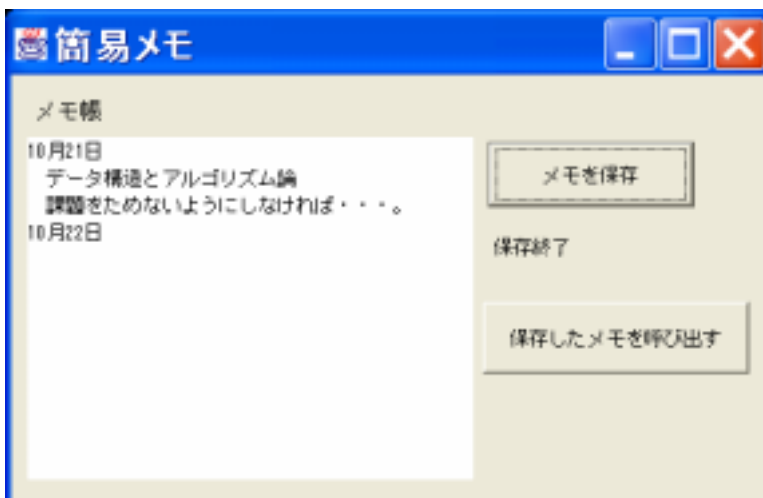 簡易メモ
メモ帳
10月21日
データ構造とアルゴリズム論
課題をためないようにしなければ・・・。
10月22日
メモを保存
保存終了
保存したメモを呼び出す